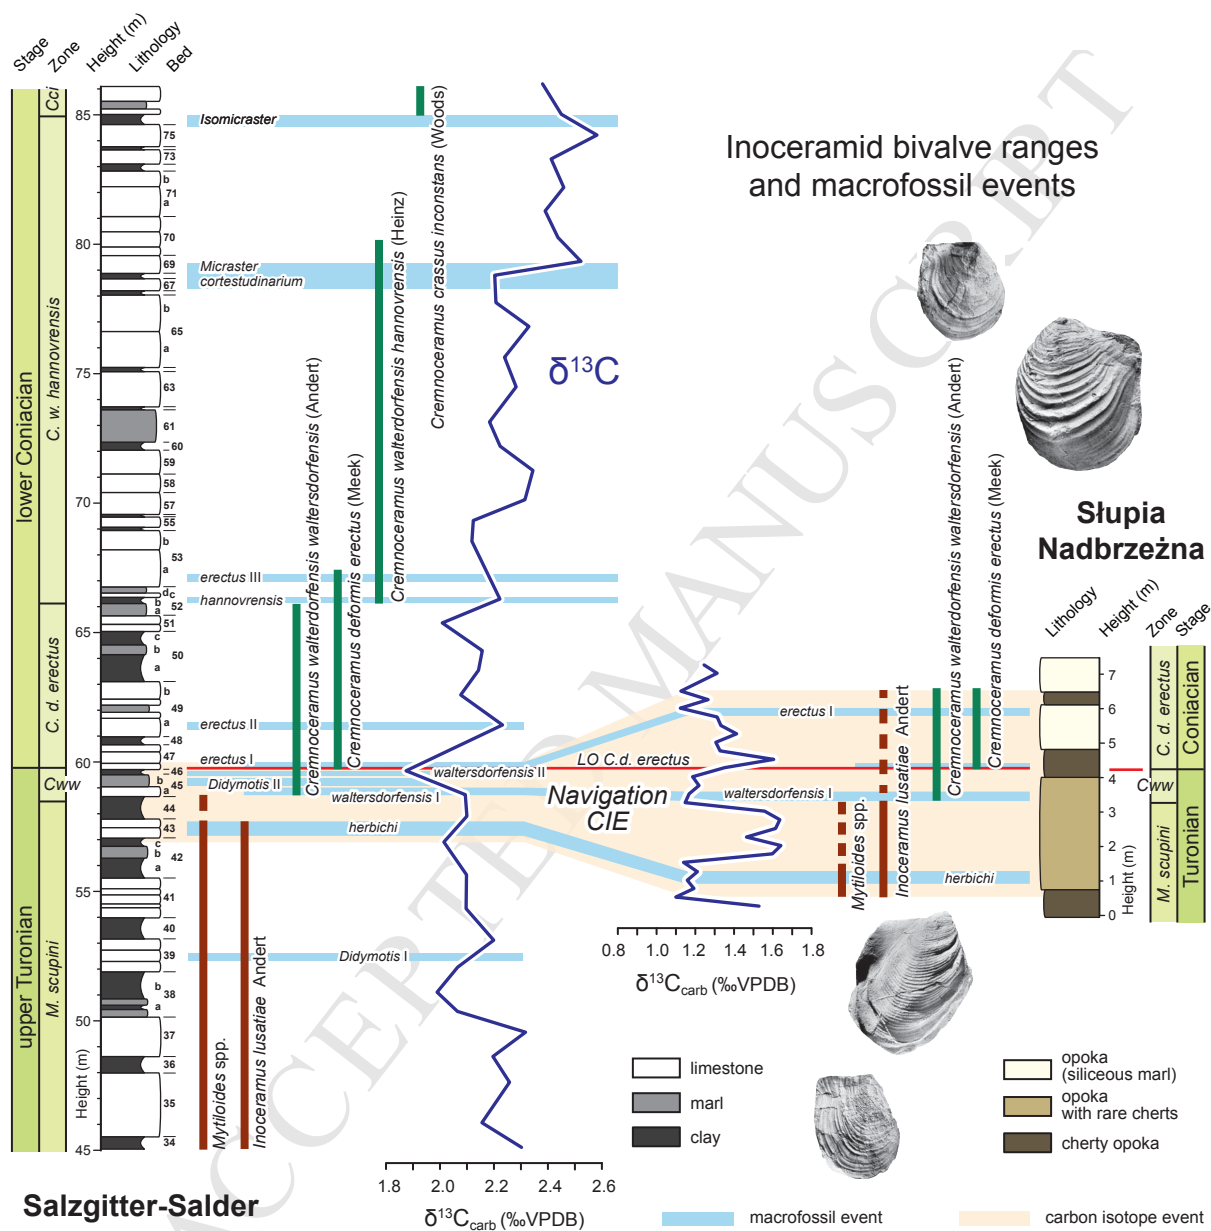 Stage
Zone
Height (m)
Lithology
Bed
lower Coniacian
upper Turonian
Cci
C. w. hannovrensis
C. d. erectus
Cww
M. scupini
85
80
75
70
65
60
55
50
45
Height (m)
75
73
b
71
a
70
69
67
b
65
a
63
61
60
59
58
57
55
b
53
a
d
c
b
52
a
51
c
b
50
a
b
49
a
48
47
46
b
45
a
44
43
c
b
42
a
41
40
39
b
38
a
37
36
35
34
Isomicraster
Micraster
cortestudinarium
erectus III
hannovrensis
erectus II
erectus I
Didymotis II
waltersdorfensis II
waltersdorfensis I
herbichi
Didymotis I
Mytiloides spp.
Inoceramus lusatiae Andert
Cremnoceramus walterdorfensis waltersdorfensis (Andert)
Cremnoceramus deformis erectus (Meek)
Cremnoceramus walterdorfensis hannovrensis (Heinz)
Cremnoceramus crassus inconstans (Woods)
δ13C
1.8 2.0 2.2 2.4 2.6
δ13Ccarb (‰VPDB)
Salzgitter-Salder
Inoceramid bivalve ranges
and macrofossil events
ACCEPTED MANUSCRIPT
Słupia
Nadbrzeżna
Lithology
Height (m)
Zone
Stage
7
6
5
4
3
2
1
0
Height (m)
C. d. erectus
Cww
M. scupini
Coniacian
Turonian
erectus I
LO C.d. erectus
Navigation
CIE
waltersdorfensis I
herbichi
Mytiloides spp.
Inoceramus lusatiae Andert
Cremnoceramus walterdorfensis waltersdorfensis (Andert)
Cremnoceramus deformis erectus (Meek)
0.8 1.0 1.2 1.4 1.6 1.8
δ13Ccarb (‰VPDB)
limestone
marl
clay
opoka
(siliceous marl)
opoka
with rare cherts
cherty opoka
macrofossil event
carbon isotope event